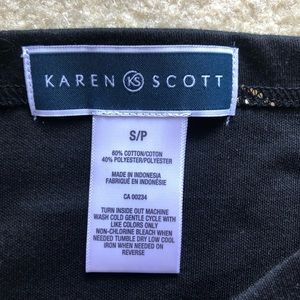 KAREN KS SCOTT
S/P
60% COTTON/COTON
40% POLYESTER/POLYESTER
MADE IN INDONESIA
FABRIQUÉ EN INDONÉSIE
CA 00234
TURN INSIDE OUT MACHINE
WASH COLD GENTLE CYCLE WITH
LIKE COLORS ONLY
NON-CHLORINE BLEACH WHEN
NEEDED TUMBLE DRY LOW COOL
IRON WHEN NEEDED ON
REVERSE